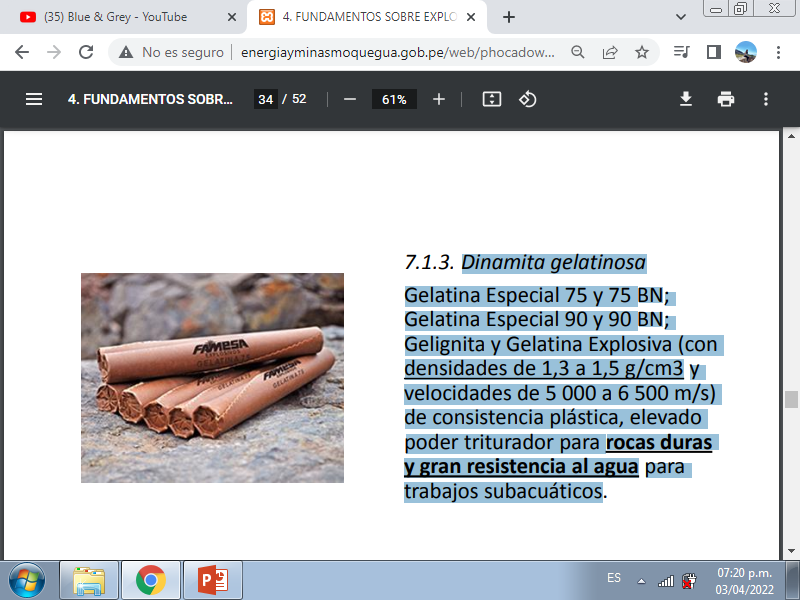 (35) Blue & Grey - YouTube
4. FUNDAMENTOS SOBRE EXPLO
No es seguro
energiayminasmoquegua.gob.pe/web/phocadow...
4. FUNDAMENTOS SOBR...
34 / 52
61%
7.1.3. Dinamita gelatinosa
Gelatina Especial 75 y 75 BN;
Gelatina Especial 90 y 90 BN;
Gelignita y Gelatina Explosiva (con
densidades de 1,3 a 1,5 g/cm3 y
velocidades de 5 000 a 6 500 m/s)
de consistencia plástica, elevado
poder triturador para rocas duras
y gran resistencia al agua para
trabajos subacuáticos.
FAMESA
GELATINA 75
FAMESA
ES
07:20 p.m.
03/04/2022